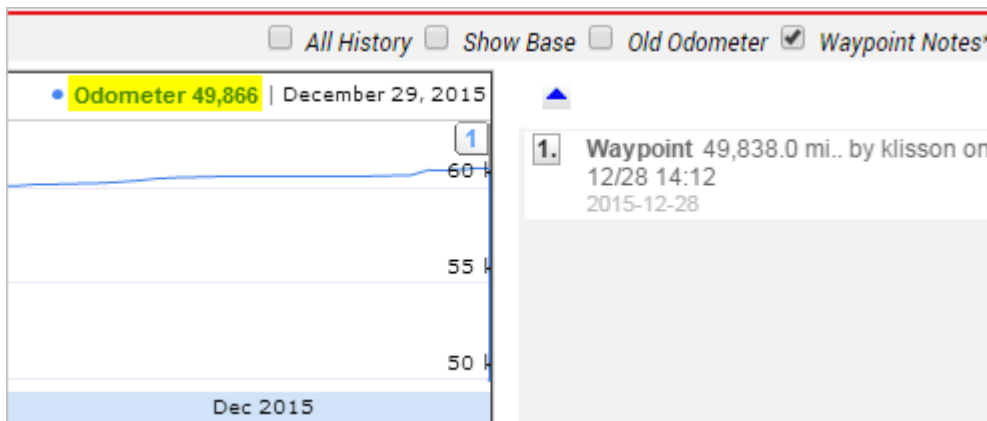 All History Show Base Old Odometer Waypoint Notes*
Odometer 49,866 | December 29, 2015
1
60 k
55 k
50 k
Dec 2015
1. Waypoint 49,838.0 mi.. by klisson on
12/28 14:12
2015-12-28